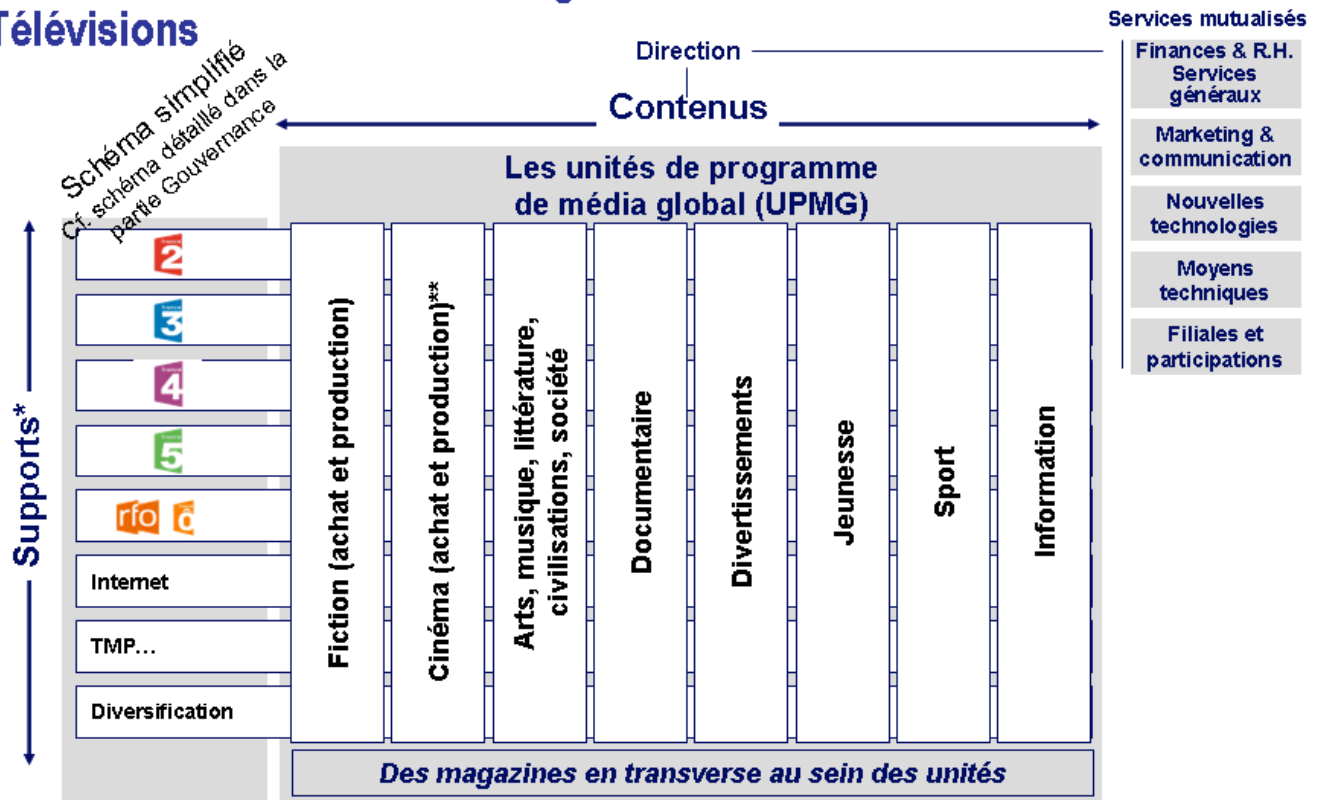 Télévisions
Schéma simplifié
Cf. schéma détaillé dans la
partie Gouvernance
Direction
Contenus
Services mutualisés
Finances & R.H.
Services
généraux
Marketing &
communication
Nouvelles
technologies
Moyens
techniques
Filiales et
participations
Les unités de programme
de média global (UPMG)
Supports*
2
3
4
5
rfo ô
Internet
TMP...
Diversification
Fiction (achat et production)
Cinéma (achat et production)**
Arts, musique, littérature,
civilisations, société
Documentaire
Divertissements
Jeunesse
Sport
Information
Des magazines en transverse au sein des unités